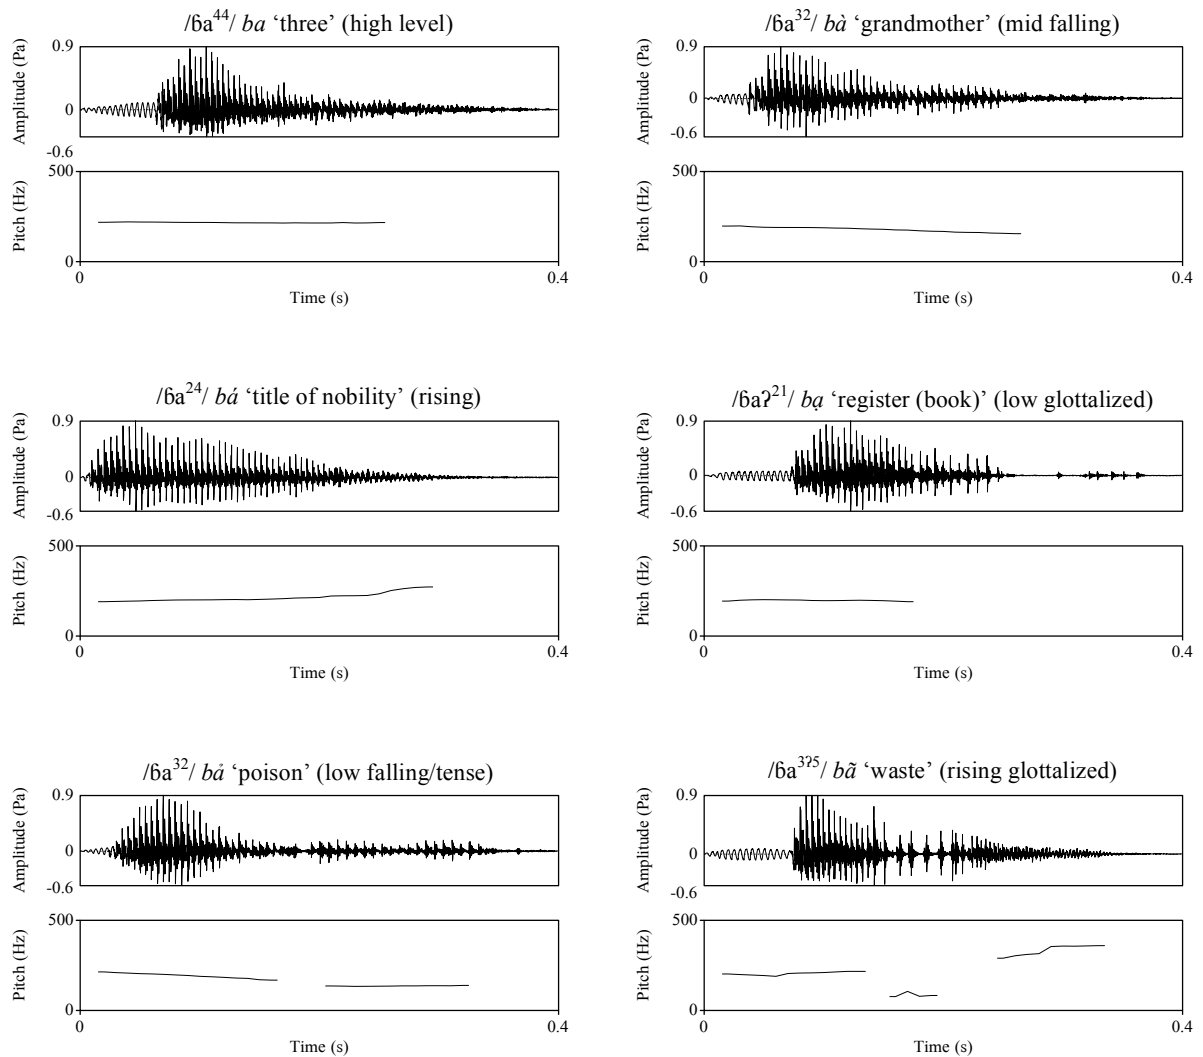 /ɓa⁴⁴/ ba ‘three’ (high level)
Amplitude (Pa)
0.9
0
-0.6
Pitch (Hz)
500
0
0
0.4
Time (s)
/ɓa³²/ bà ‘grandmother’ (mid falling)
Amplitude (Pa)
0.9
0
-0.6
Pitch (Hz)
500
0
0
0.4
Time (s)
/ɓa²⁴/ bá ‘title of nobility’ (rising)
Amplitude (Pa)
0.9
0
-0.6
Pitch (Hz)
500
0
0
0.4
Time (s)
/ɓaʔ²¹/ bạ ‘register (book)’ (low glottalized)
Amplitude (Pa)
0.9
0
-0.6
Pitch (Hz)
500
0
0
0.4
Time (s)
/ɓa³²/ bả ‘poison’ (low falling/tense)
Amplitude (Pa)
0.9
0
-0.6
Pitch (Hz)
500
0
0
0.4
Time (s)
/ɓa³ˀ⁵/ bã ‘waste’ (rising glottalized)
Amplitude (Pa)
0.9
0
-0.6
Pitch (Hz)
500
0
0
0.4
Time (s)